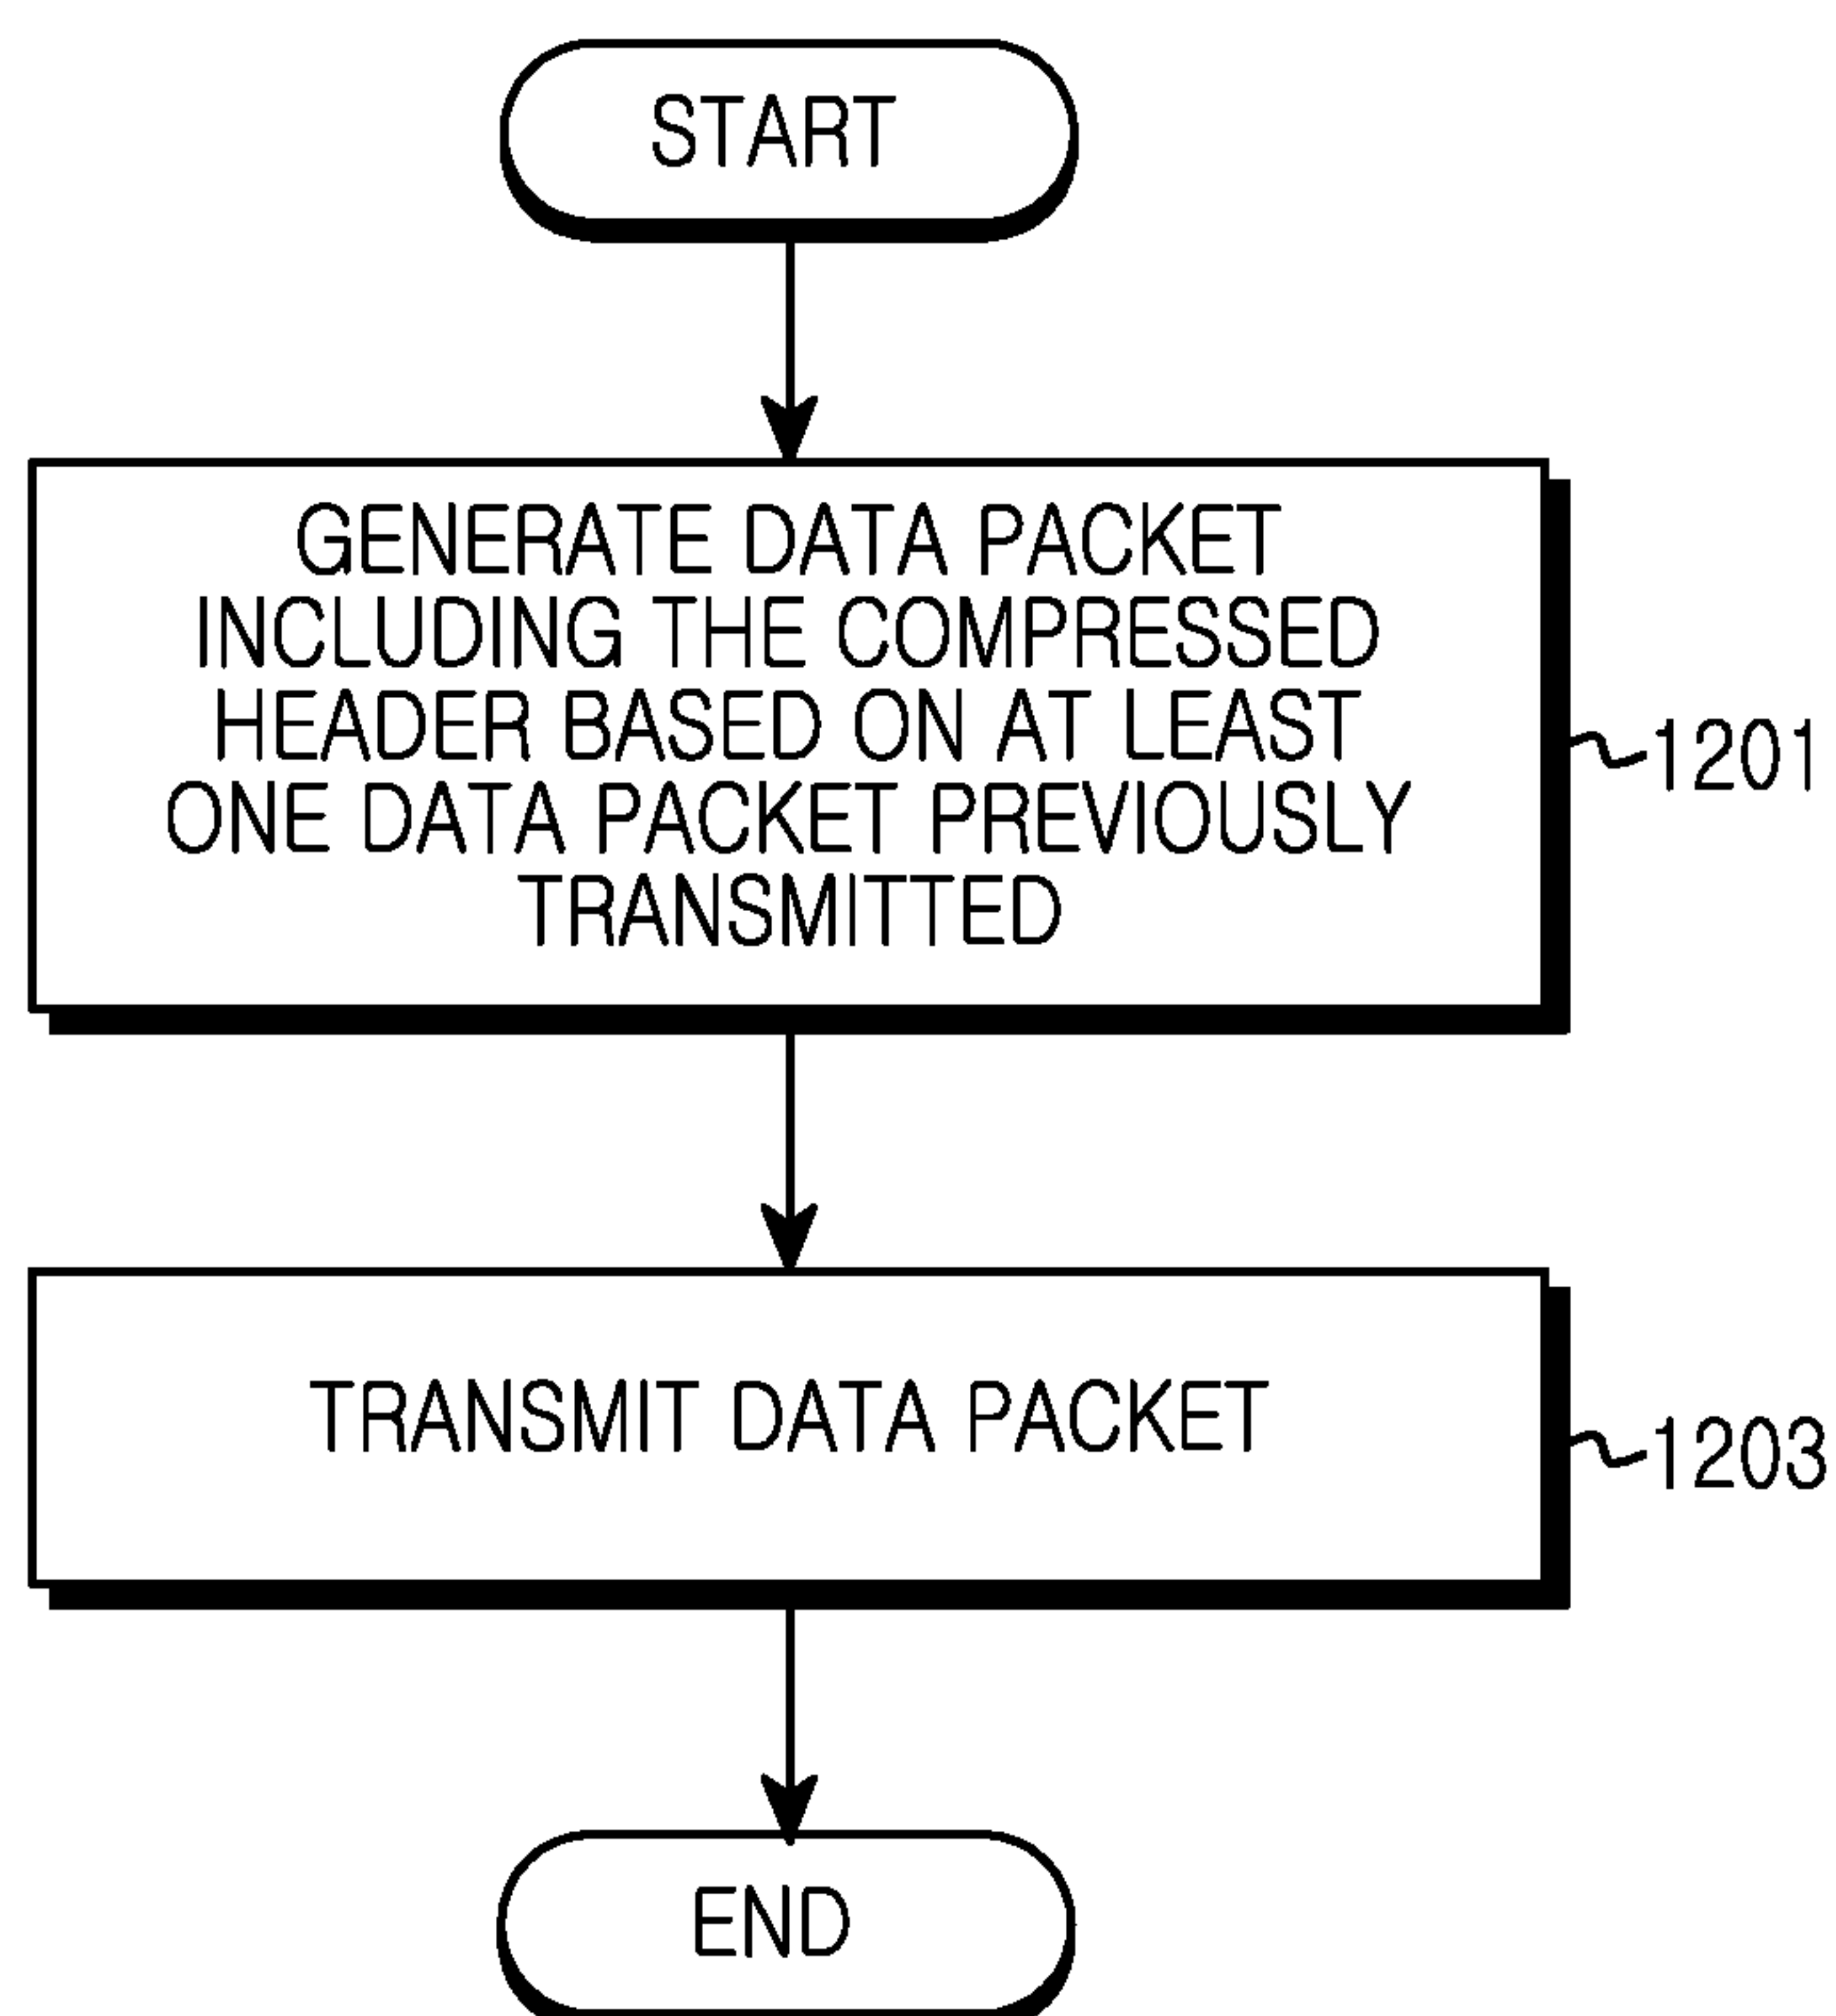 START
GENERATE DATA PACKET
INCLUDING THE COMPRESSED
HEADER BASED ON AT LEAST
ONE DATA PACKET PREVIOUSLY
TRANSMITTED
1201
TRANSMIT DATA PACKET
1203
END